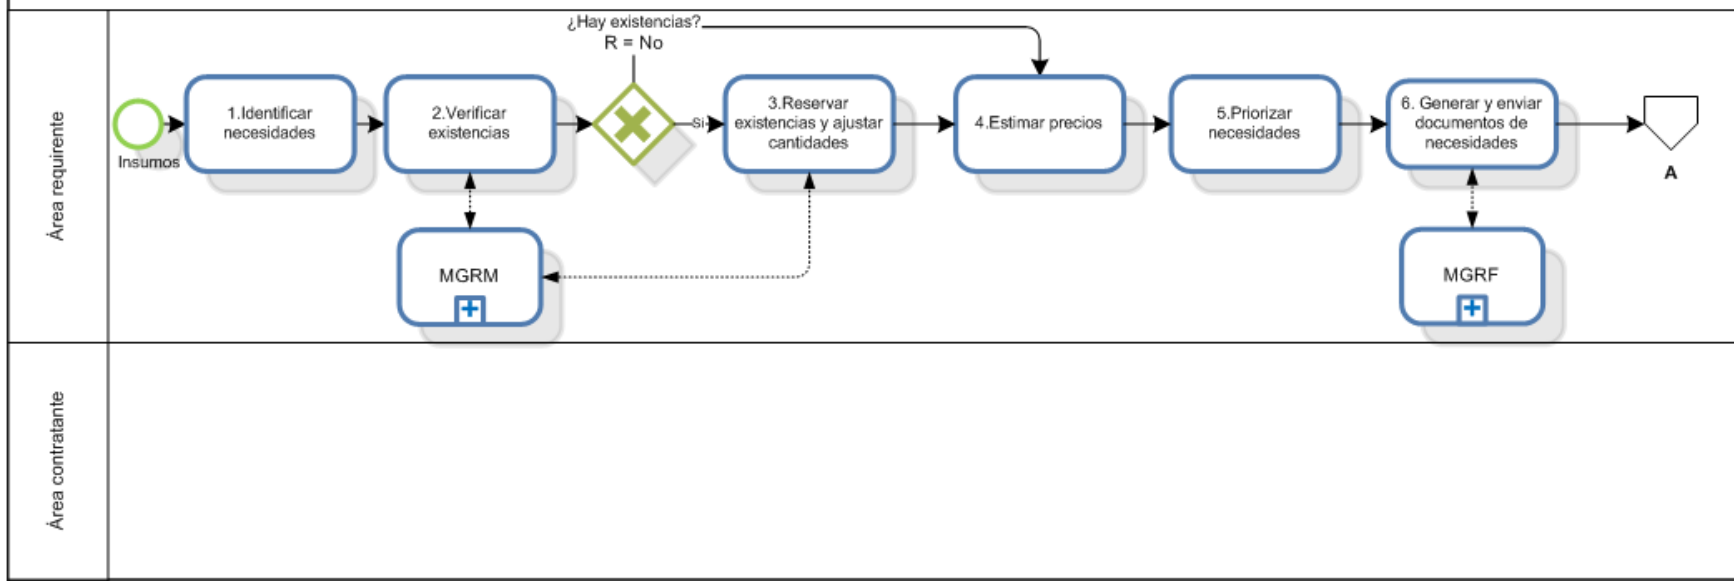 Área requirente
¿Hay existencias?
R = No
Insumos
1.Identificar
necesidades
2.Verificar
existencias
Si
3.Reservar
existencias y ajustar
cantidades
4.Estimar precios
5.Priorizar
necesidades
6. Generar y enviar
documentos de
necesidades
A
MGRM
MGRF
Área contratante